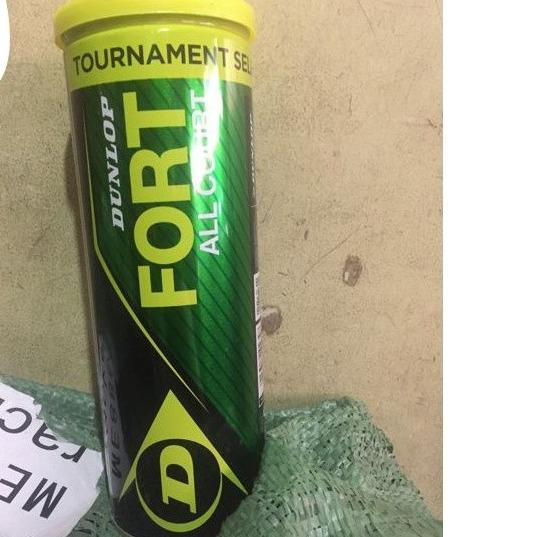 TOURNAMENT SEL
DUNLOP
FORT
ALL COURT
D
ME